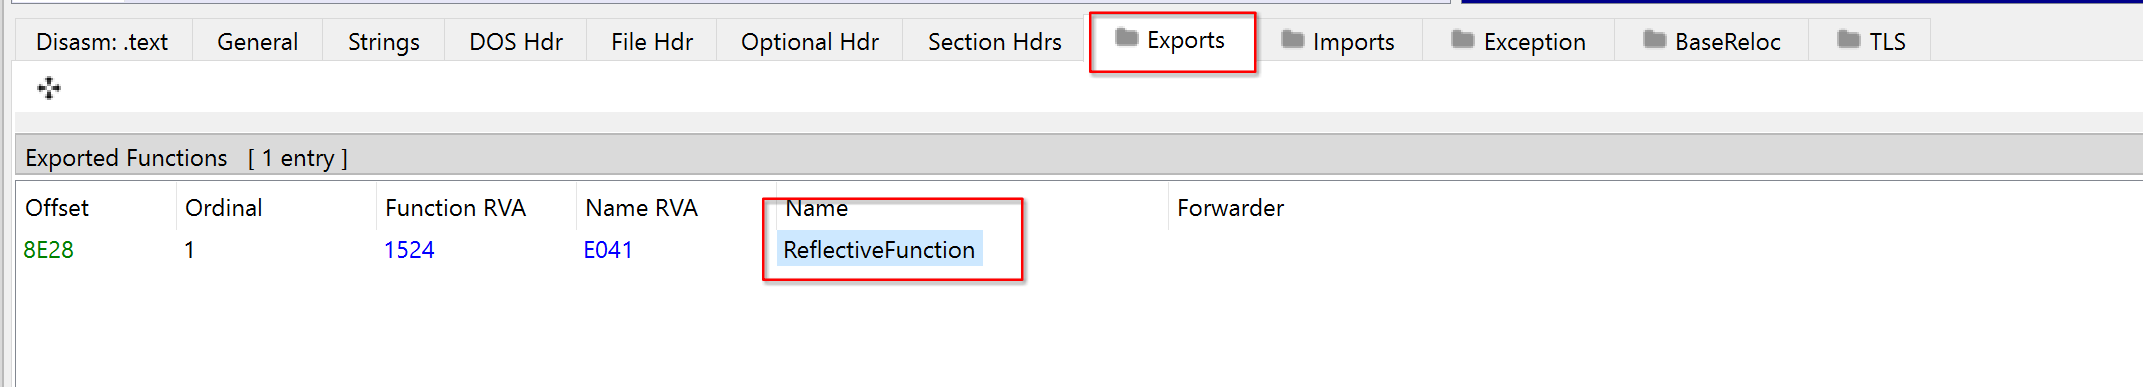 Disasm: .text General Strings DOS Hdr File Hdr Optional Hdr Section Hdrs Exports Imports Exception BaseReloc TLS
Exported Functions [ 1 entry ]
Offset Ordinal Function RVA Name RVA Name Forwarder
8E28 1 1524 E041 ReflectiveFunction